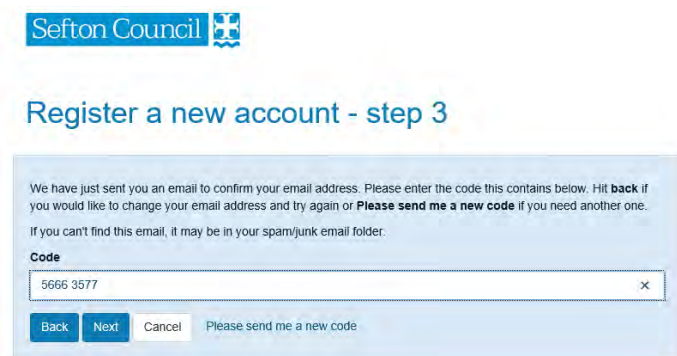 Sefton Council
Register a new account - step 3
We have just sent you an email to confirm your email address. Please enter the code this contains below. Hit back if
you would like to change your email address and try again or Please send me a new code if you need another one.
If you can't find this email, it may be in your spam/junk email folder.
Code
5666 3577 ×
Back Next Cancel Please send me a new code